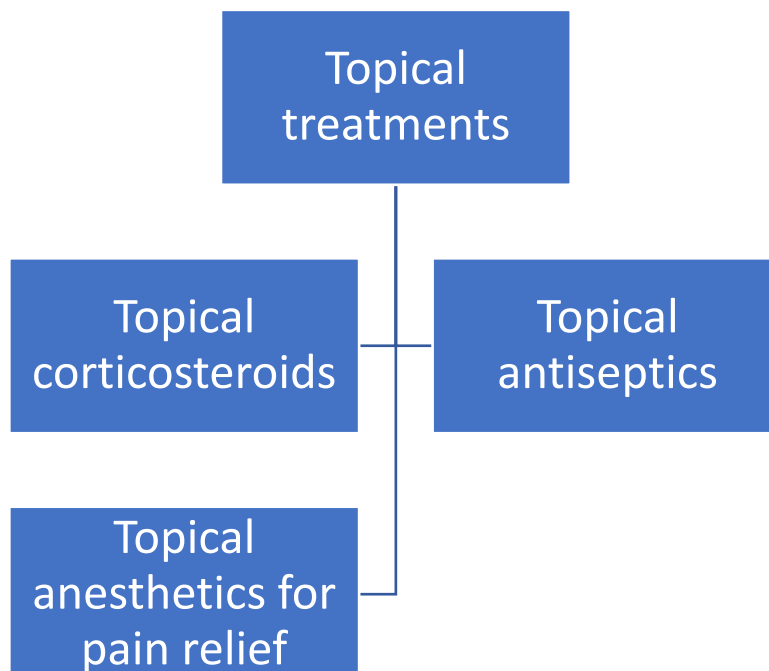 Topical
treatments
Topical
corticosteroids
Topical
antiseptics
Topical
anesthetics for
pain relief